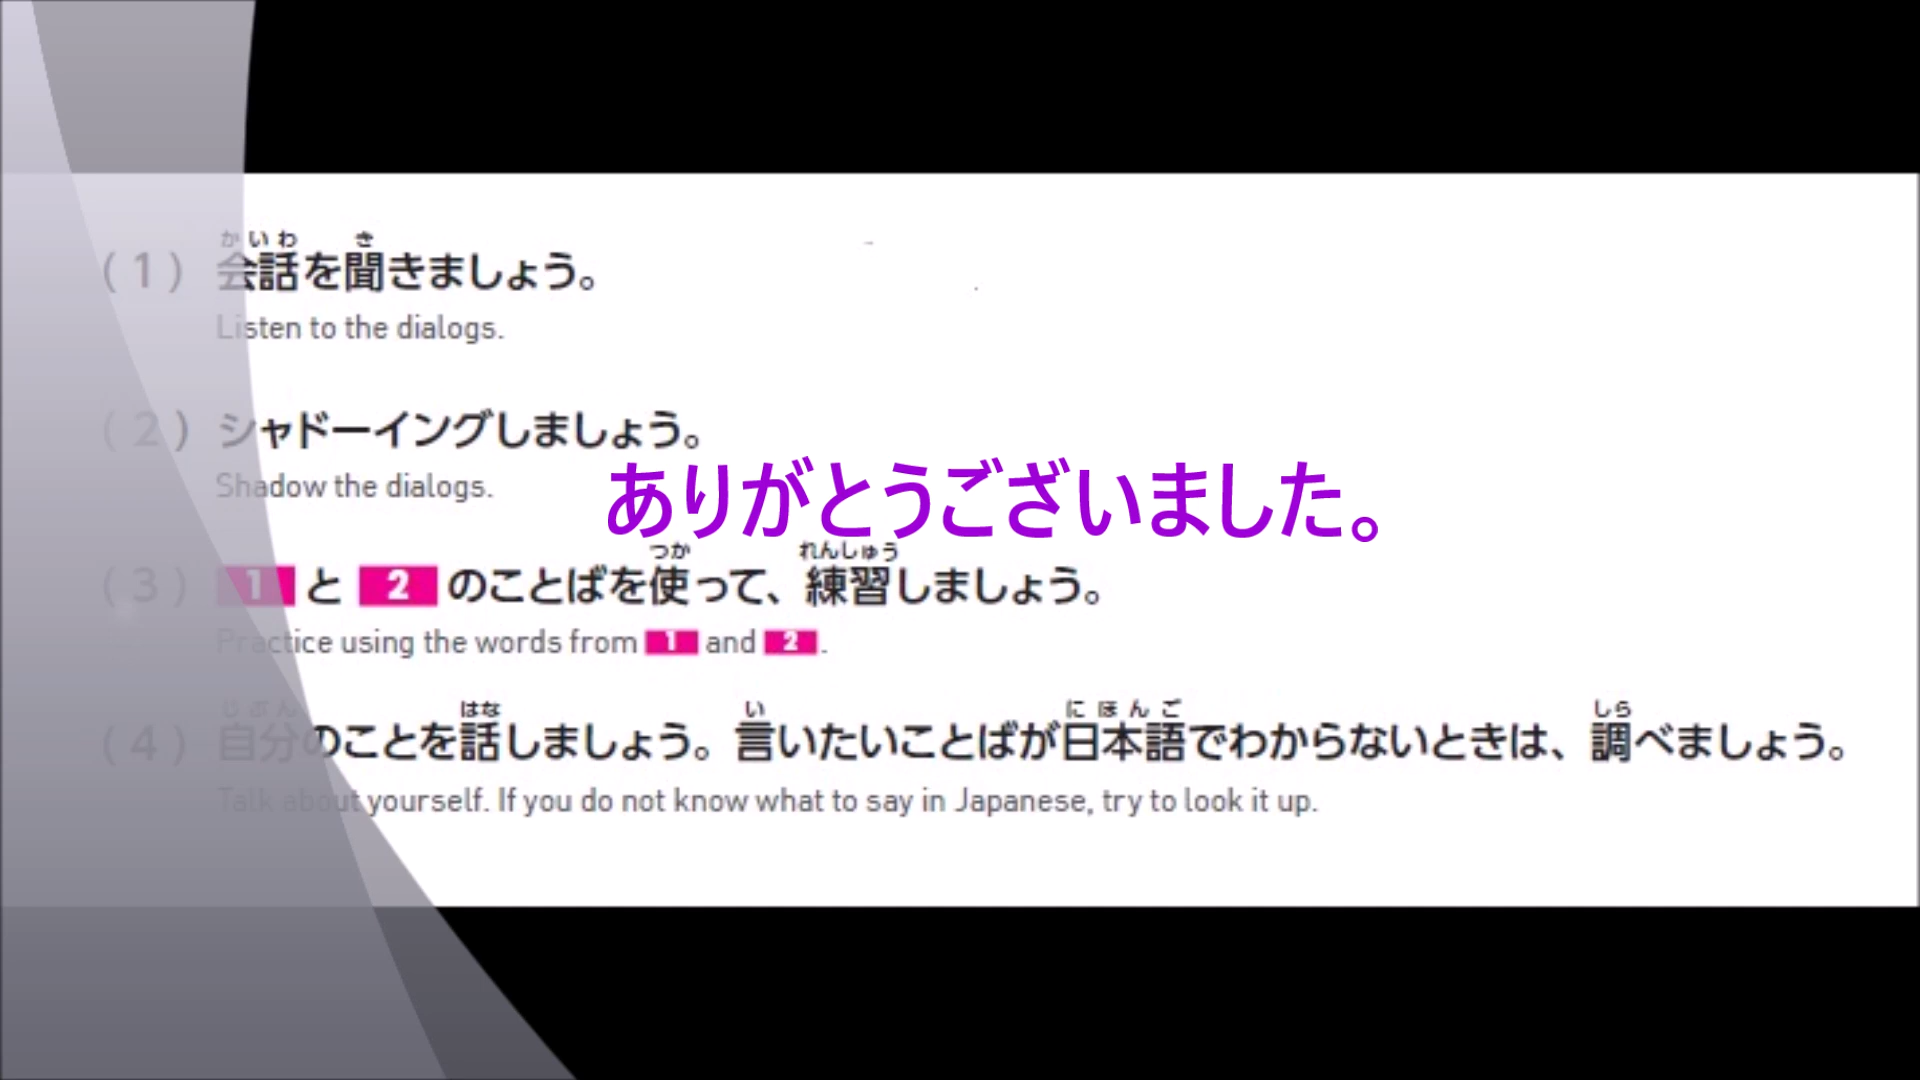 かいわ き
(1) 会話を聞きましょう。
Listen to the dialogs.
(2) シャドーイングしましょう。
Shadow the dialogs.
ありがとうございました。
つか れんしゅう
(3) 1 と 2 のことばを使って、練習しましょう。
Practice using the words from 1 and 2.
じぶん はな い にほんご しら
(4) 自分のことを話しましょう。言いたいことばが日本語でわからないときは、調べましょう。
Talk about yourself. If you do not know what to say in Japanese, try to look it up.